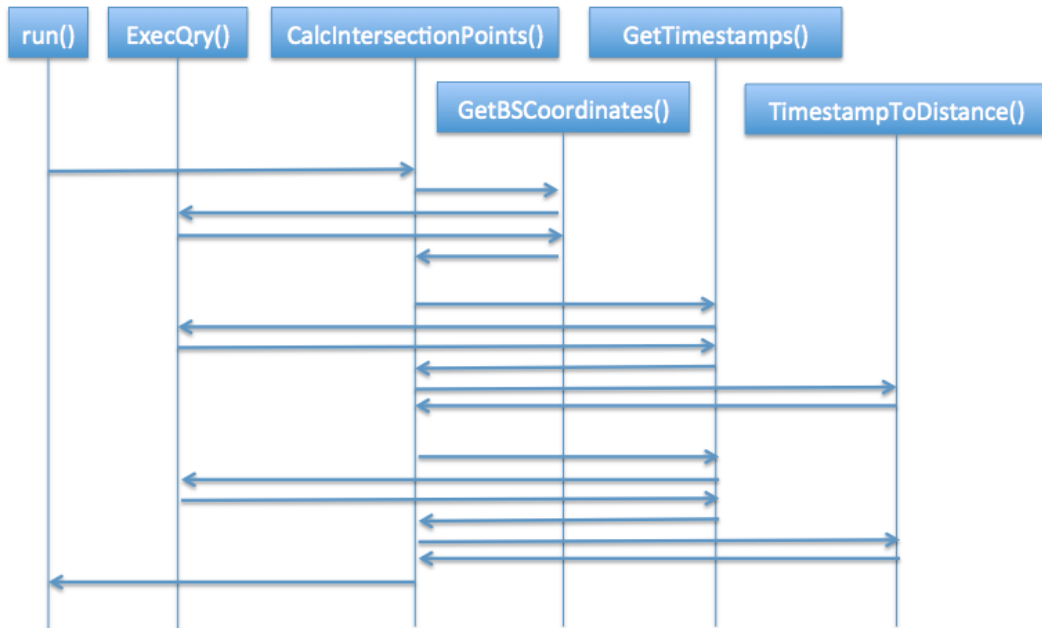 run()
ExecQry()
CalcIntersectionPoints()
GetTimestamps()
GetBSCoordinates()
TimestampToDistance()